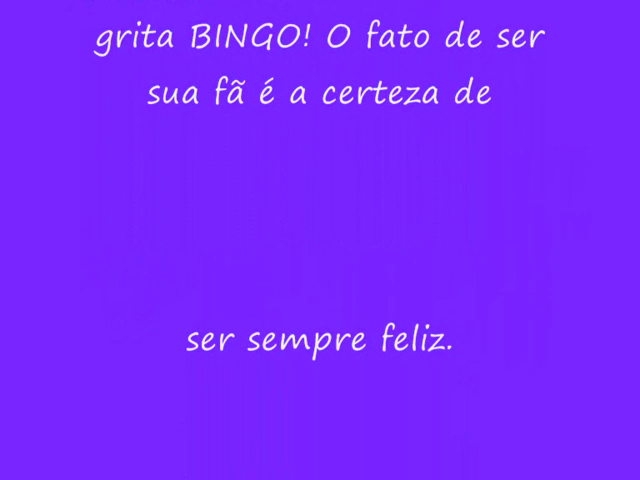 grita BINGO! O fato de ser
sua fã é a certeza de
ser sempre feliz.